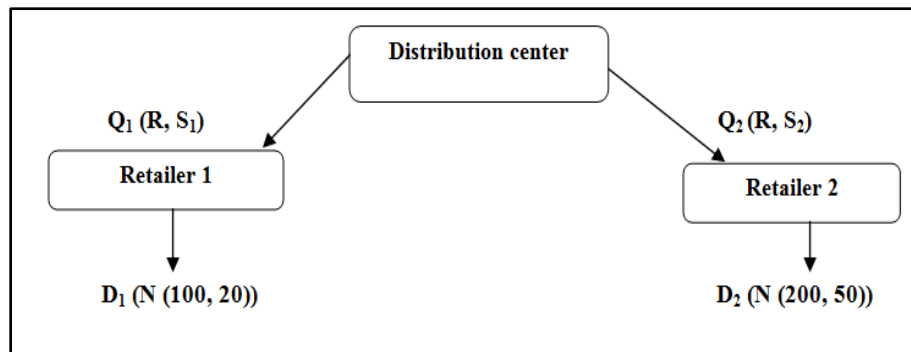 Distribution center
Q₁ (R, S₁)
Q₂ (R, S₂)
Retailer 1
Retailer 2
D₁ (N (100, 20))
D₂ (N (200, 50))